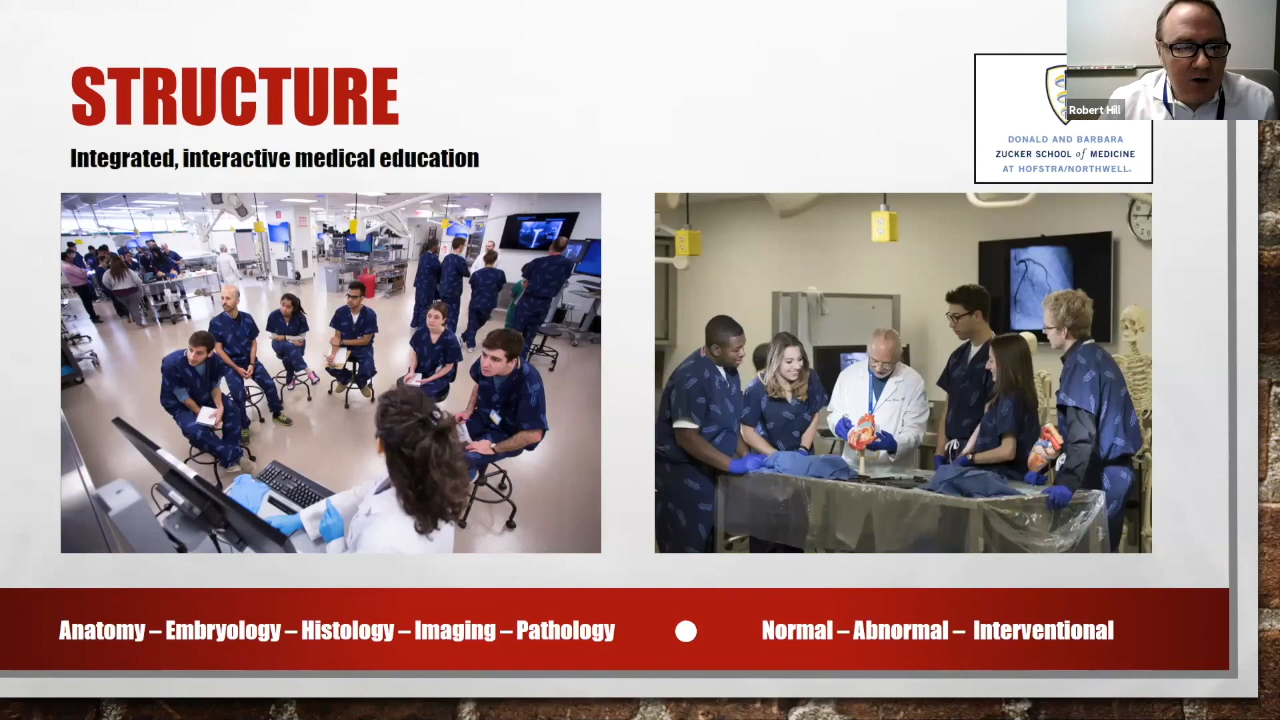 STRUCTURE
Integrated, interactive medical education
Robert Hill
DONALD AND BARBARA
ZUCKER SCHOOL of MEDICINE
AT HOFSTRA/NORTHWELL.
Anatomy – Embryology – Histology – Imaging – Pathology
Normal – Abnormal – Interventional